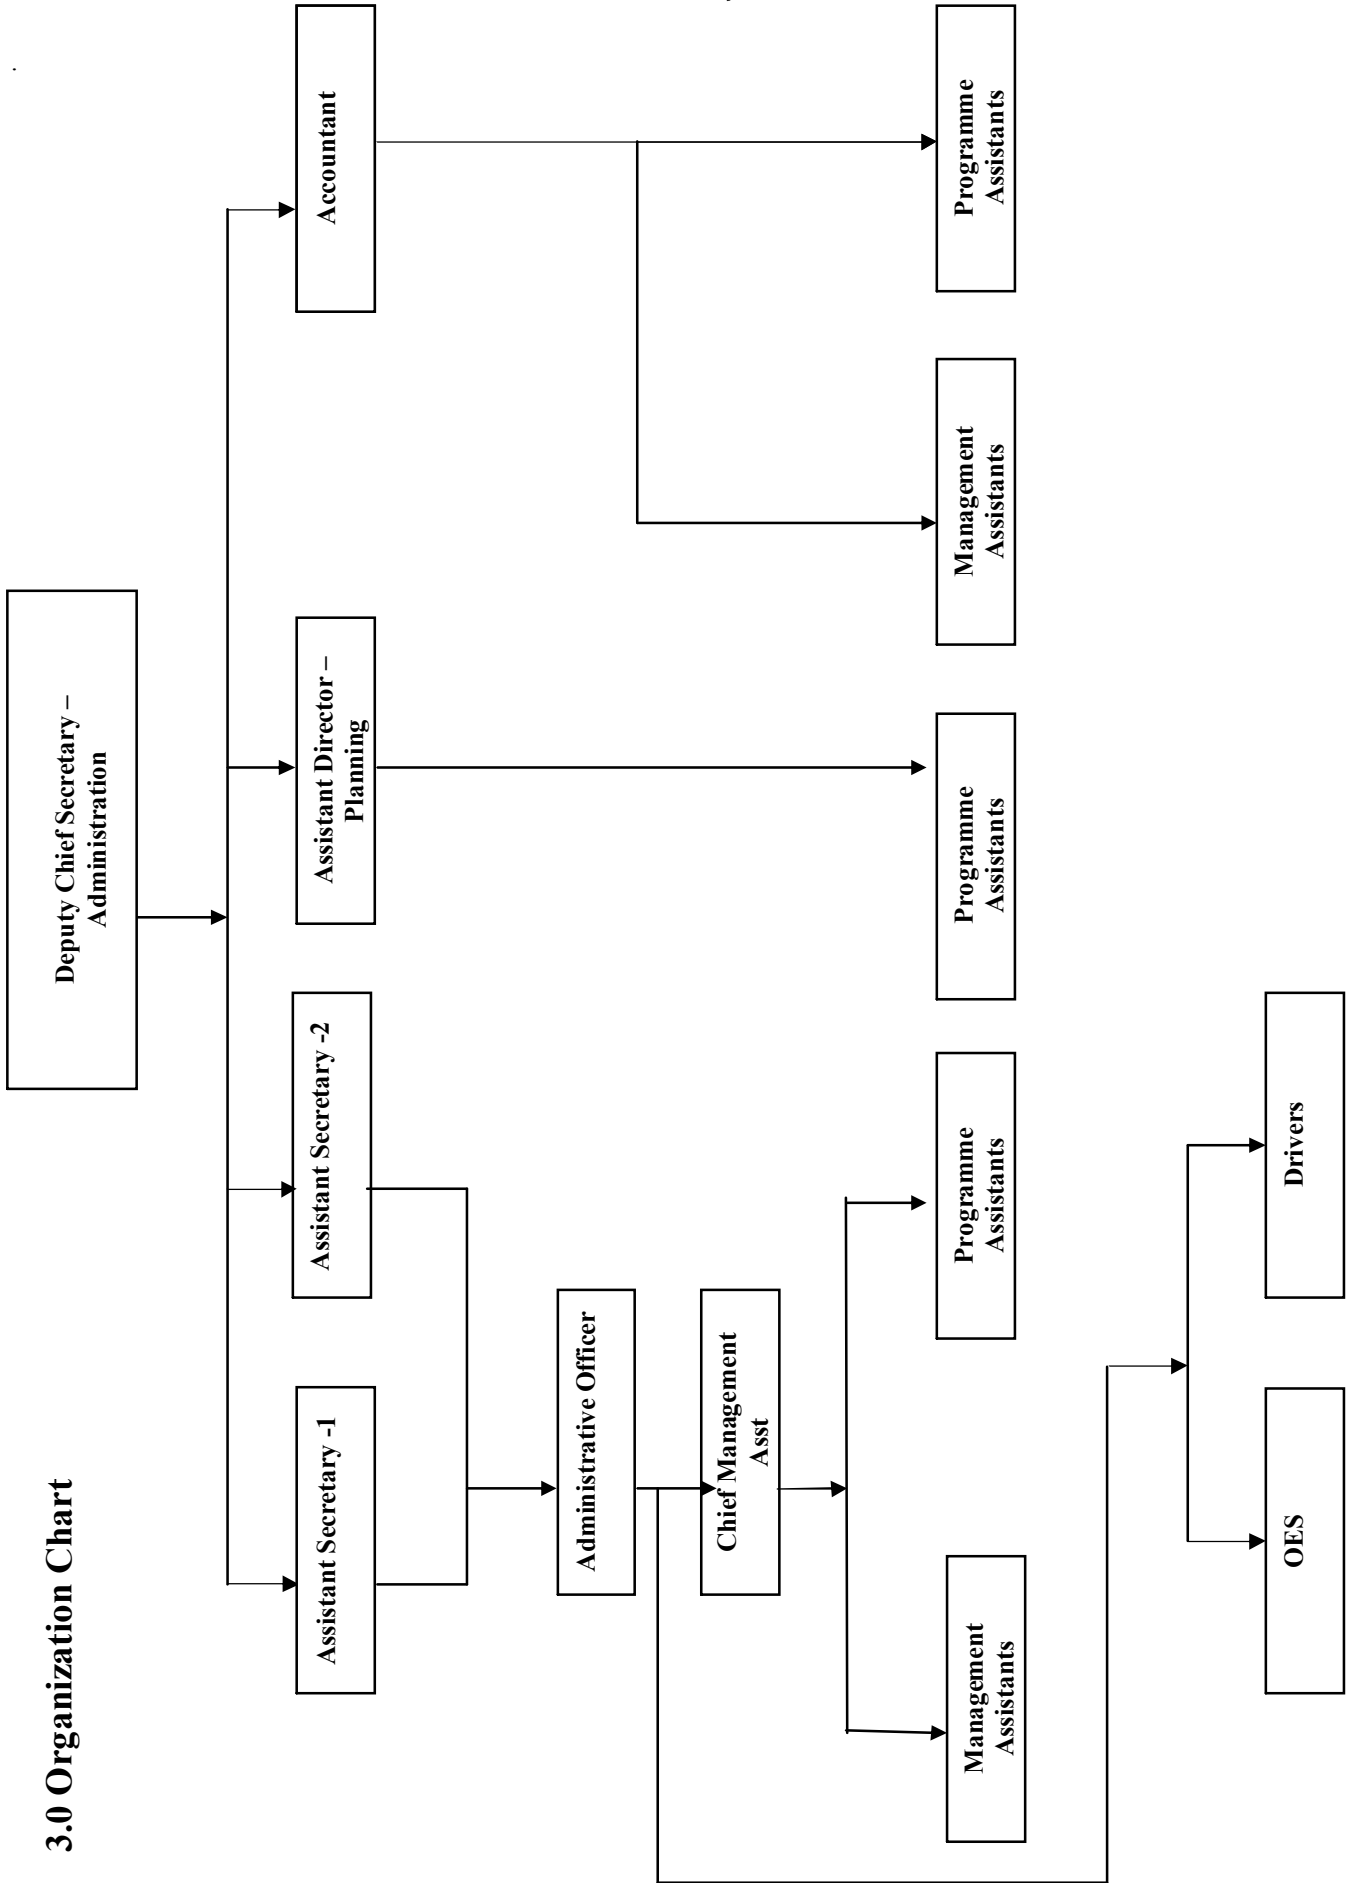 3.0 Organization Chart
Deputy Chief Secretary –
Administration
Assistant Secretary -1
Assistant Secretary -2
Assistant Director –
Planning
Accountant
Administrative Officer
Chief Management
Asst
Management
Assistants
Programme
Assistants
Programme
Assistants
Management
Assistants
Programme
Assistants
OES
Drivers